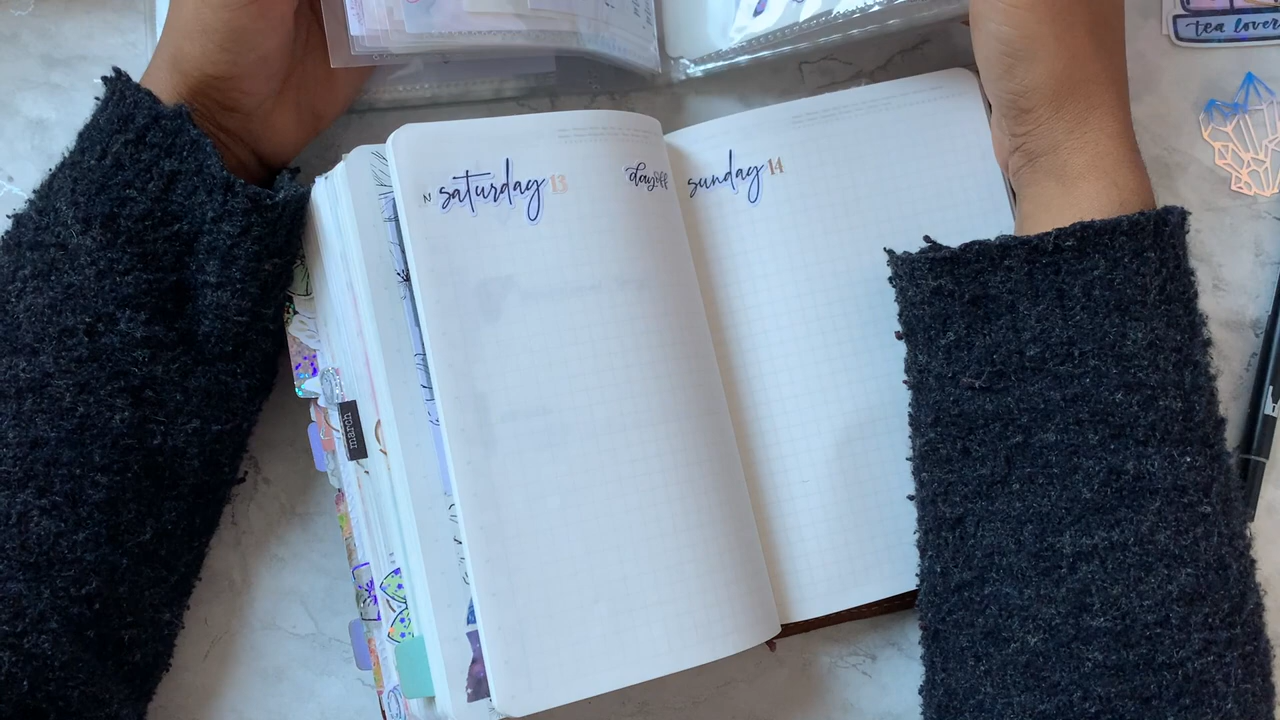 tea lover
N saturday 13
day off
sunday 14
march